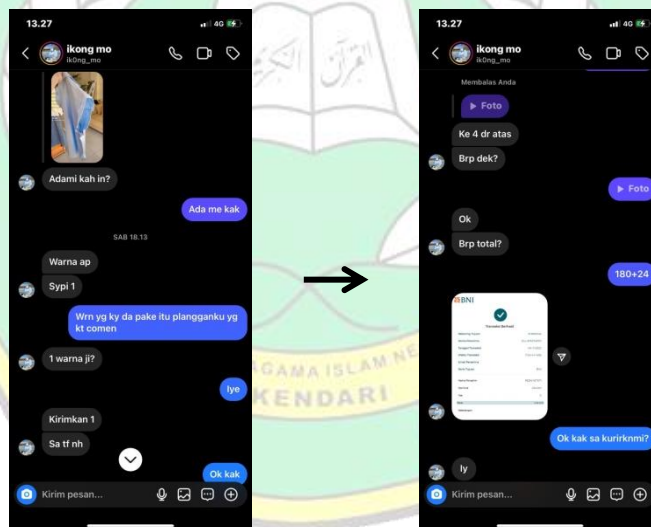 13.27
4G
ikong mo
ik0ng_mo
Adami kah in?
Ada me kak
SAB 18.13
Warna ap
Sypi 1
Wrn yg ky da pake itu plangganku yg
kt comen
1 warna ji?
Iye
Kirimkan 1
Sa tf nh
Ok kak
Kirim pesan...
13.27
4G
ikong mo
ik0ng_mo
Membalas Anda
Foto
Ke 4 dr atas
Brp dek?
Foto
Ok
Brp total?
180+24
BNI
Ok kak sa kurirknmi?
Iy
Kirim pesan...
AGAMA ISLAM NE
KENDARI